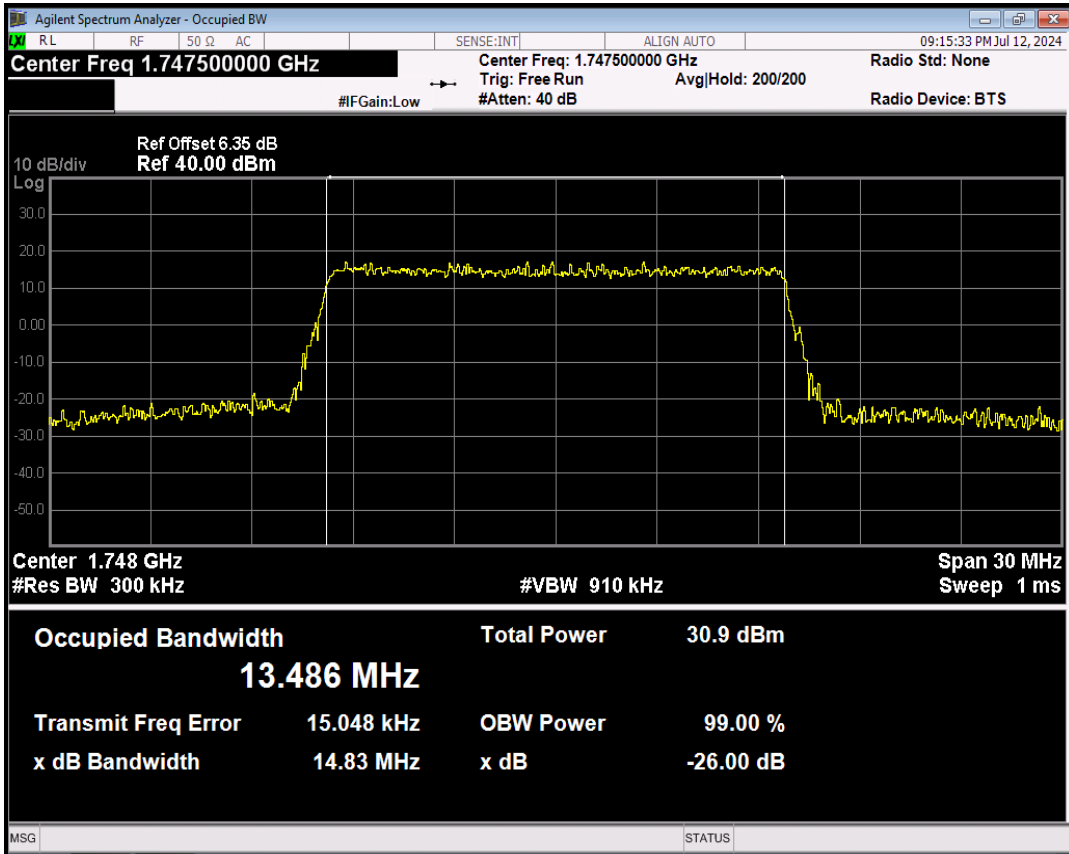 Agilent Spectrum Analyzer - Occupied BW
LXI RL RF 50 Ω AC SENSE:INT ALIGN AUTO 09:15:33 PM Jul 12, 2024
Center Freq 1.747500000 GHz
Center Freq: 1.747500000 GHz Radio Std: None
Trig: Free Run Avg|Hold: 200/200
#IFGain:Low #Atten: 40 dB Radio Device: BTS
Ref Offset 6.35 dB
10 dB/div Ref 40.00 dBm
Log
30.0
20.0
10.0
0.00
-10.0
-20.0
-30.0
-40.0
-50.0
Center 1.748 GHz Span 30 MHz
#Res BW 300 kHz #VBW 910 kHz Sweep 1 ms
Occupied Bandwidth Total Power 30.9 dBm
13.486 MHz
Transmit Freq Error 15.048 kHz OBW Power 99.00 %
x dB Bandwidth 14.83 MHz x dB -26.00 dB
MSG STATUS